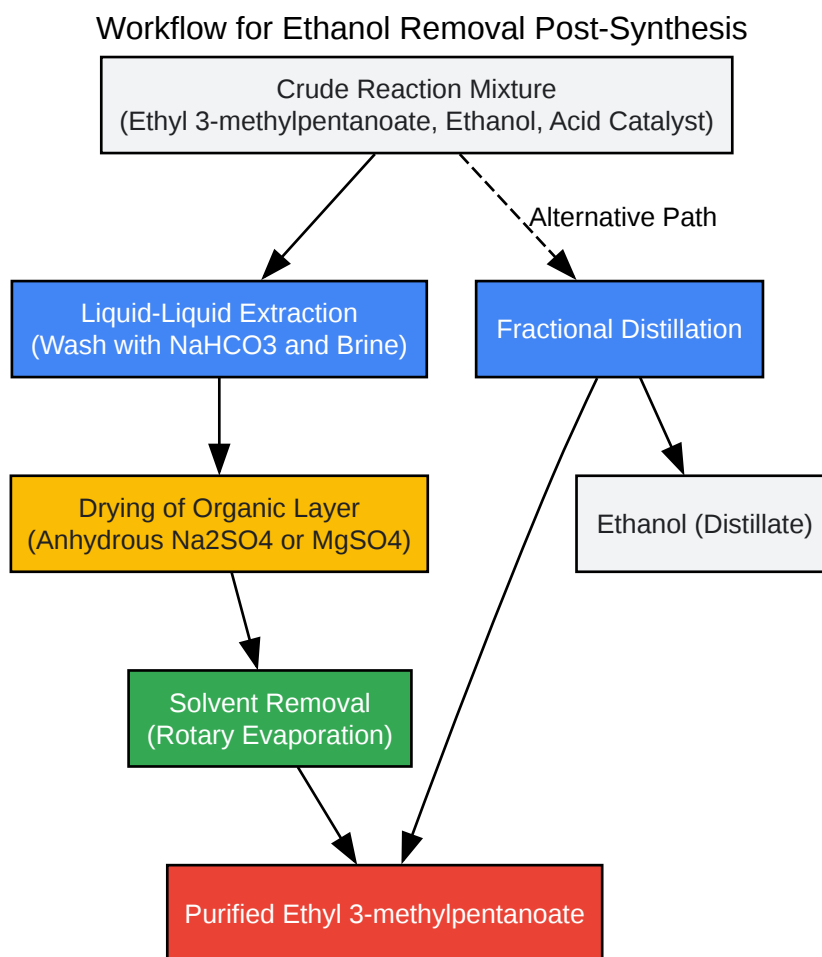 Workflow for Ethanol Removal Post-Synthesis
Crude Reaction Mixture
(Ethyl 3-methylpentanoate, Ethanol, Acid Catalyst)
Alternative Path
Liquid-Liquid Extraction
(Wash with NaHCO3 and Brine)
Fractional Distillation
Drying of Organic Layer
(Anhydrous Na2SO4 or MgSO4)
Ethanol (Distillate)
Solvent Removal
(Rotary Evaporation)
Purified Ethyl 3-methylpentanoate